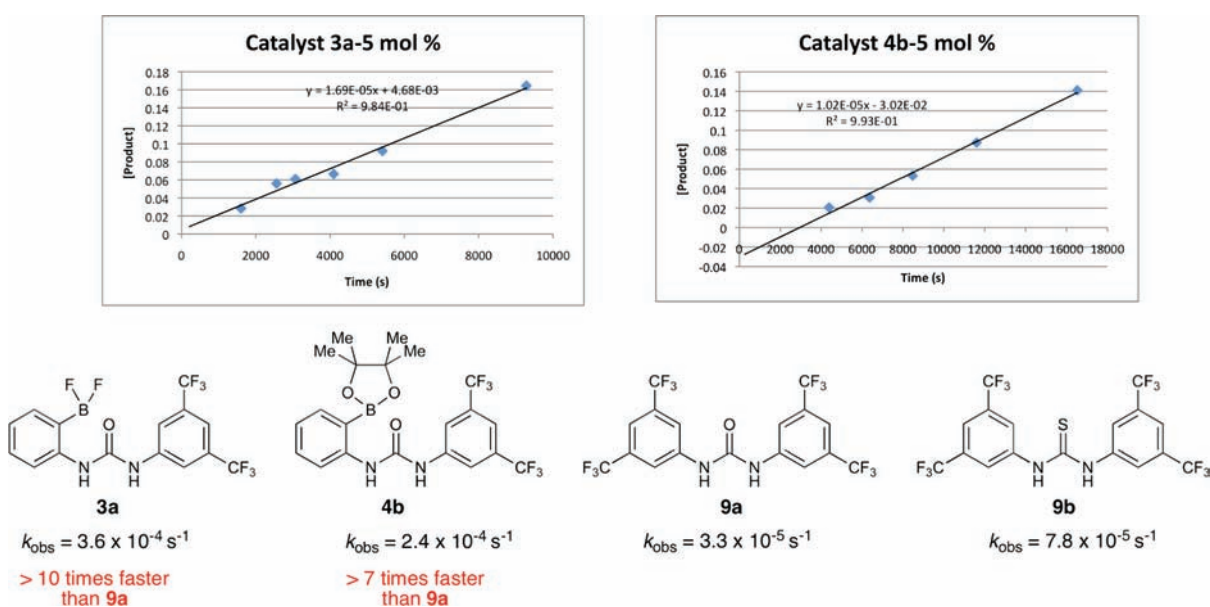 Catalyst 3a-5 mol %
0.18
0.16
0.14
0.12
0.1
0.08
0.06
0.04
0.02
0
[Product]
y = 1.69E-05x + 4.68E-03
R² = 9.84E-01
0 2000 4000 6000 8000 10000
Time (s)
Catalyst 4b-5 mol %
0.16
0.14
0.12
0.1
0.08
0.06
0.04
0.02
0
-0.02
-0.04
[Product]
y = 1.02E-05x - 3.02E-02
R² = 9.93E-01
0 2000 4000 6000 8000 10000 12000 14000 16000 18000
Time (s)
F F B O CF3 N H N H CF3
3a
kobs = 3.6 x 10⁻⁴ s⁻¹
> 10 times faster
than 9a
Me Me Me Me O O B O CF3 N H N H CF3
4b
kobs = 2.4 x 10⁻⁴ s⁻¹
> 7 times faster
than 9a
CF3 CF3 O F3C N H N H CF3
9a
kobs = 3.3 x 10⁻⁵ s⁻¹
CF3 CF3 S F3C N H N H CF3
9b
kobs = 7.8 x 10⁻⁵ s⁻¹